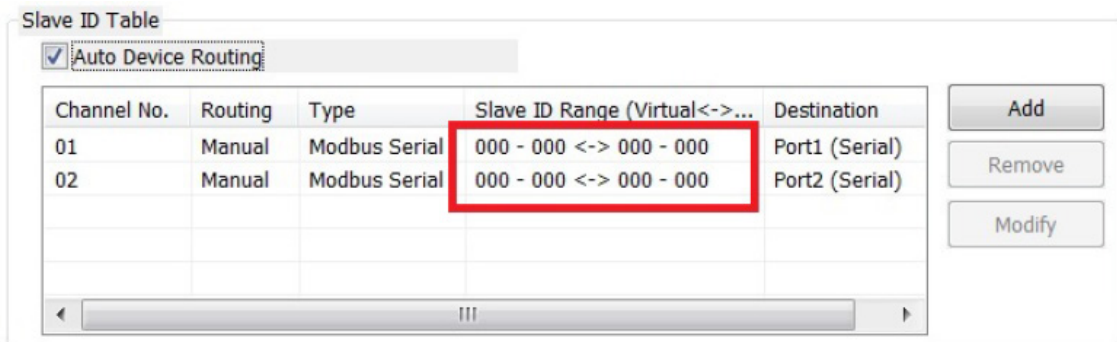 Slave ID Table
Auto Device Routing
Channel No. Routing Type Slave ID Range (Virtual<->... Destination
01 Manual Modbus Serial 000 - 000 <-> 000 - 000 Port1 (Serial)
02 Manual Modbus Serial 000 - 000 <-> 000 - 000 Port2 (Serial)
Add
Remove
Modify